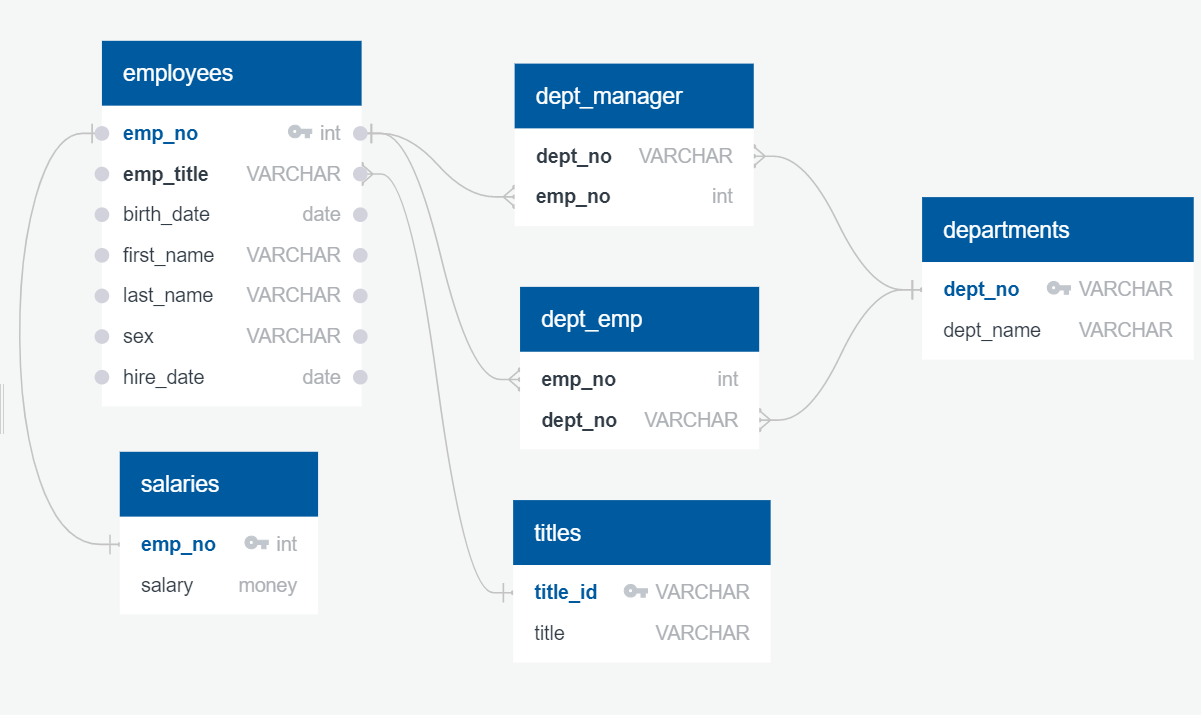 employees
emp_no int
emp_title VARCHAR
birth_date date
first_name VARCHAR
last_name VARCHAR
sex VARCHAR
hire_date date
salaries
emp_no int
salary money
dept_manager
dept_no VARCHAR
emp_no int
dept_emp
emp_no int
dept_no VARCHAR
titles
title_id VARCHAR
title VARCHAR
departments
dept_no VARCHAR
dept_name VARCHAR